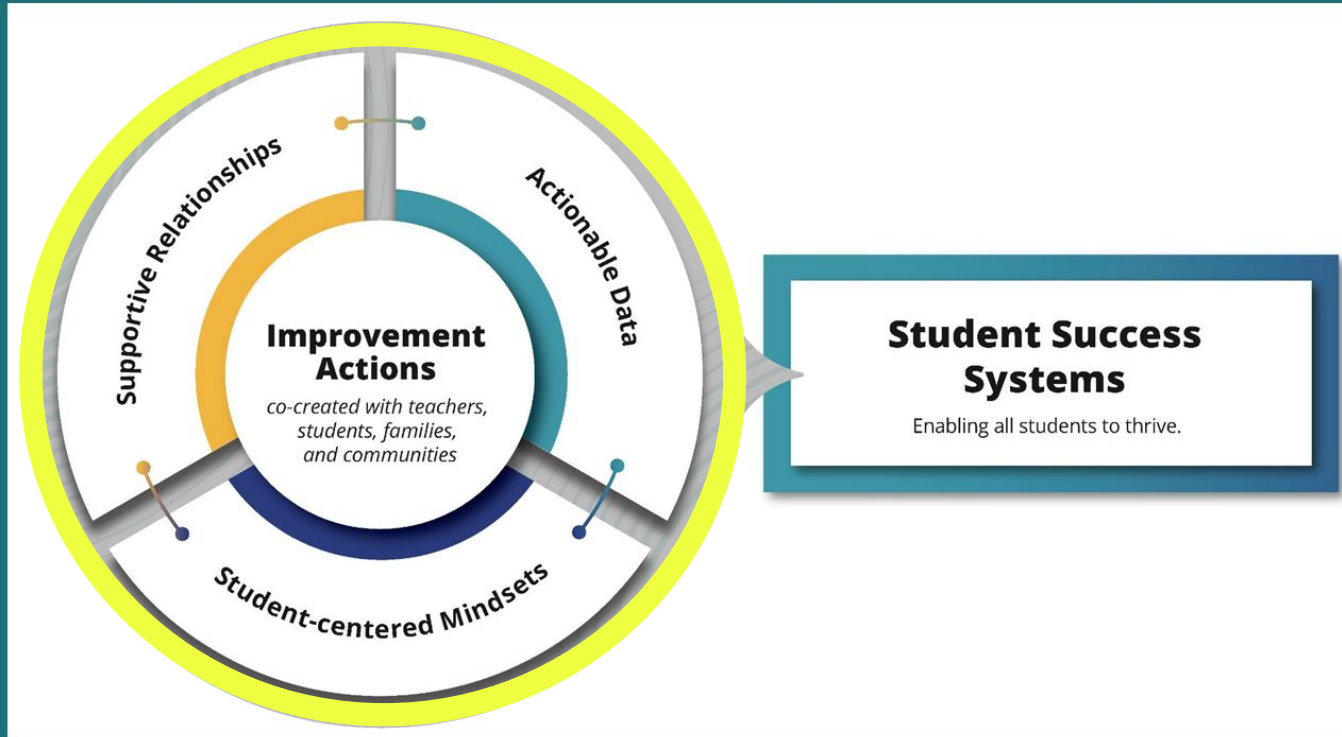 Supportive Relationships
Actionable Data
Improvement
Actions
co-created with teachers,
students, families,
and communities
Student-centered Mindsets
Student Success
Systems
Enabling all students to thrive.